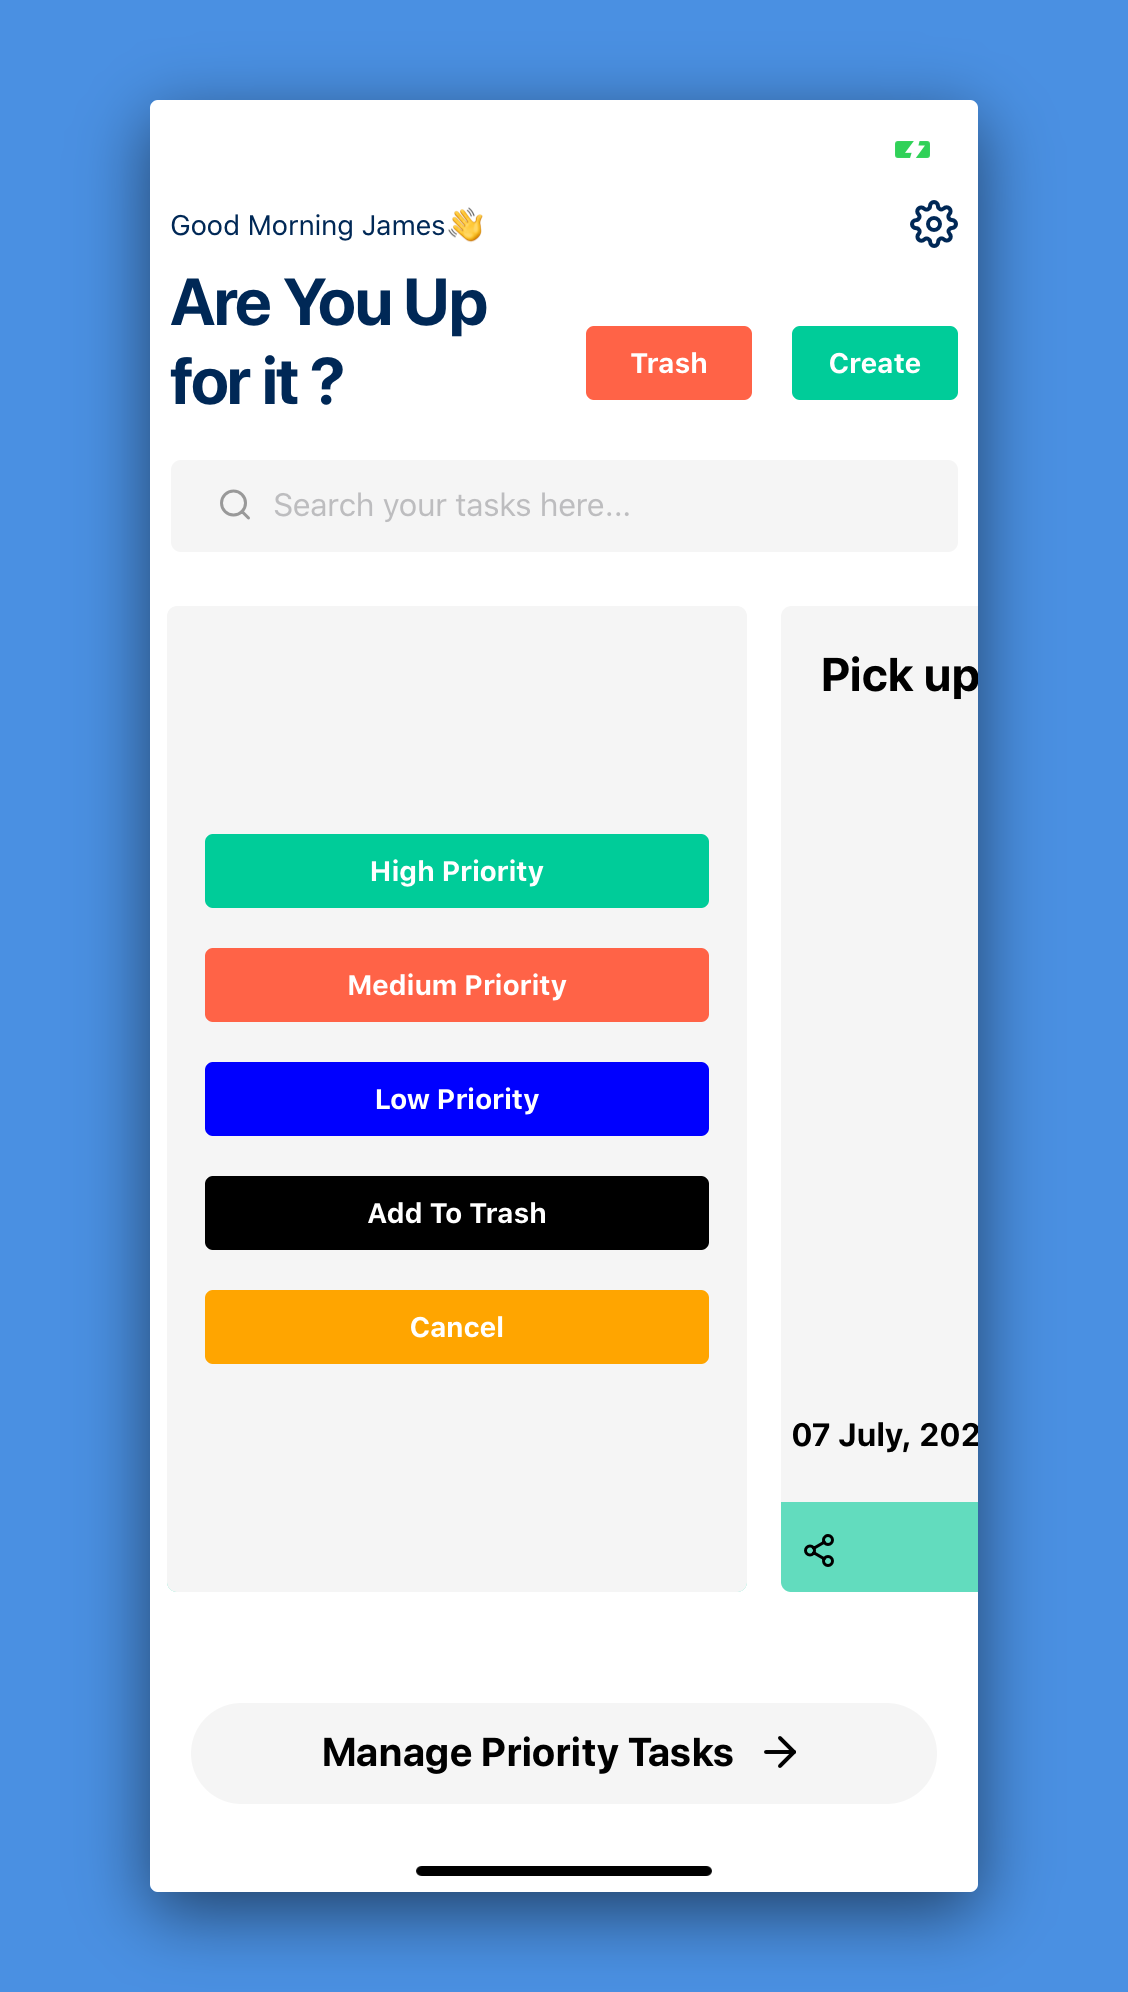 Good Morning James👋
Are You Up
for it ?
Trash
Create
Search your tasks here...
High Priority
Medium Priority
Low Priority
Add To Trash
Cancel
Pick up
07 July, 202
Manage Priority Tasks